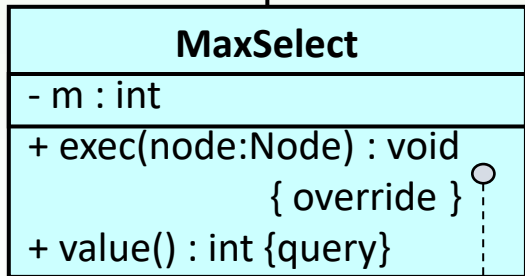 MaxSelect
- m : int
+ exec(node:Node) : void
{ override }
+ value() : int {query}